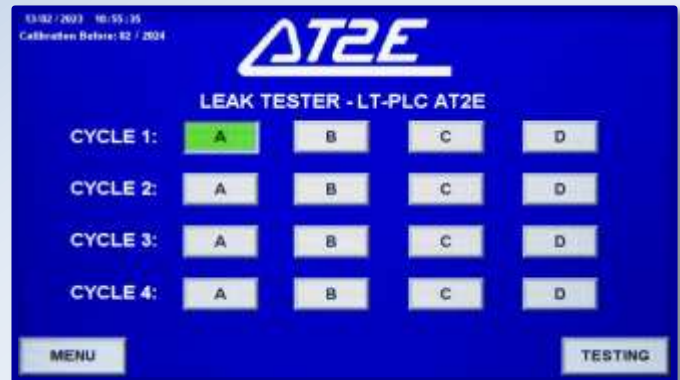 13/02/2023 10:55:35
Calibration Before: 02 / 2024
AT2E
LEAK TESTER - LT-PLC AT2E
CYCLE 1: A B C D
CYCLE 2: A B C D
CYCLE 3: A B C D
CYCLE 4: A B C D
MENU TESTING